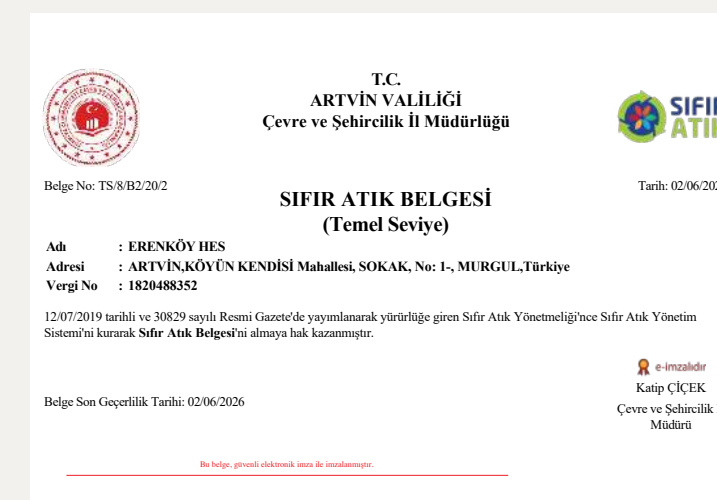 T.C.
ARTVİN VALİLİĞİ
Çevre ve Şehircilik İl Müdürlüğü
Belge No: TS/8/B2/20/2
Tarih: 02/06/202
SIFIR ATIK BELGESİ
(Temel Seviye)
Adı : ERENKÖY HES
Adresi : ARTVİN,KÖYÜN KENDİSİ Mahallesi, SOKAK, No: 1-, MURGUL,Türkiye
Vergi No : 1820488352
12/07/2019 tarihli ve 30829 sayılı Resmi Gazete'de yayımlanarak yürürlüğe giren Sıfır Atık Yönetmeliği'nce Sıfır Atık Yönetim
Sistemi'ni kurarak Sıfır Atık Belgesi'ni almaya hak kazanmıştır.
e-imzalıdır
Katip ÇİÇEK
Belge Son Geçerlilik Tarihi: 02/06/2026
Çevre ve Şehircilik
Müdürü
Bu belge, güvenli elektronik imza ile imzalanmıştır.